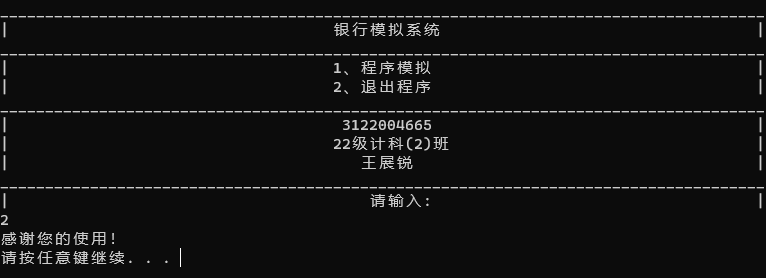 银行模拟系统
1、程序模拟
2、退出程序
3122004665
22级计科(2)班
王展锐
请输入:
2
感谢您的使用!
请按任意键继续. . .